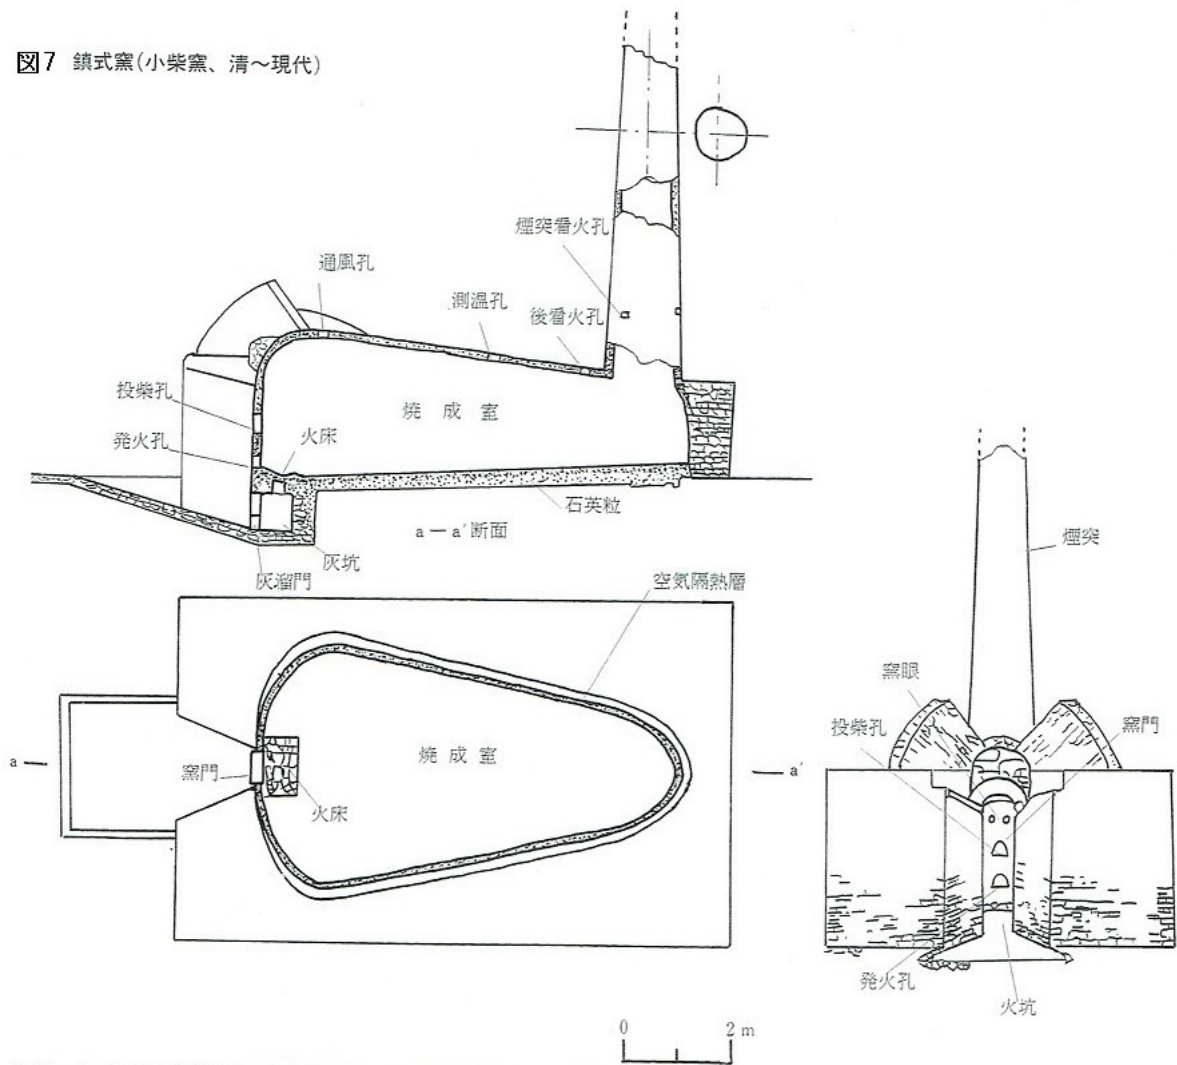 図7 鎮式窯(小柴窯、清～現代)
煙突看火孔
通風孔
測温孔
後看火孔
投柴孔
発火孔
火床
焼成室
石英粒
a — a′断面
灰坑
灰溜門
空気隔熱層
煙突
窯眼
投柴孔
窯門
焼成室
a
a′
窯門
火床
発火孔
火坑
0 2 m